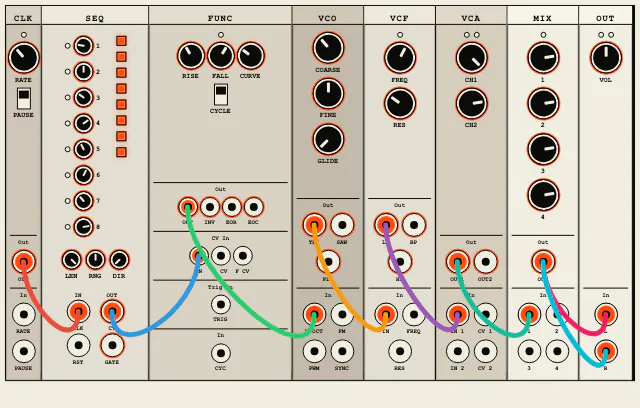 CLK SEQ FUNC VCO VCF VCA MIX OUT
RATE
PAUSE
Out
In
RATE
PAUSE
1
2
3
4
5
6
7
8
LEN RNG DIR
IN OUT
RST GATE
RISE FALL CURVE
CYCLE
Out
INV EOR EOC
CV In
CV F CV
TRIG
In
CYC
COARSE
FINE
GLIDE
Out
SAW
In
FM
PWM SYNC
FREQ
RES
Out
BP
In
IN FREQ
RES
CH1
CH2
Out
OUT2
In
CV 1
IN 2 CV 2
1
2
3
4
Out
In
1 2
3 4
VOL
In
L
R